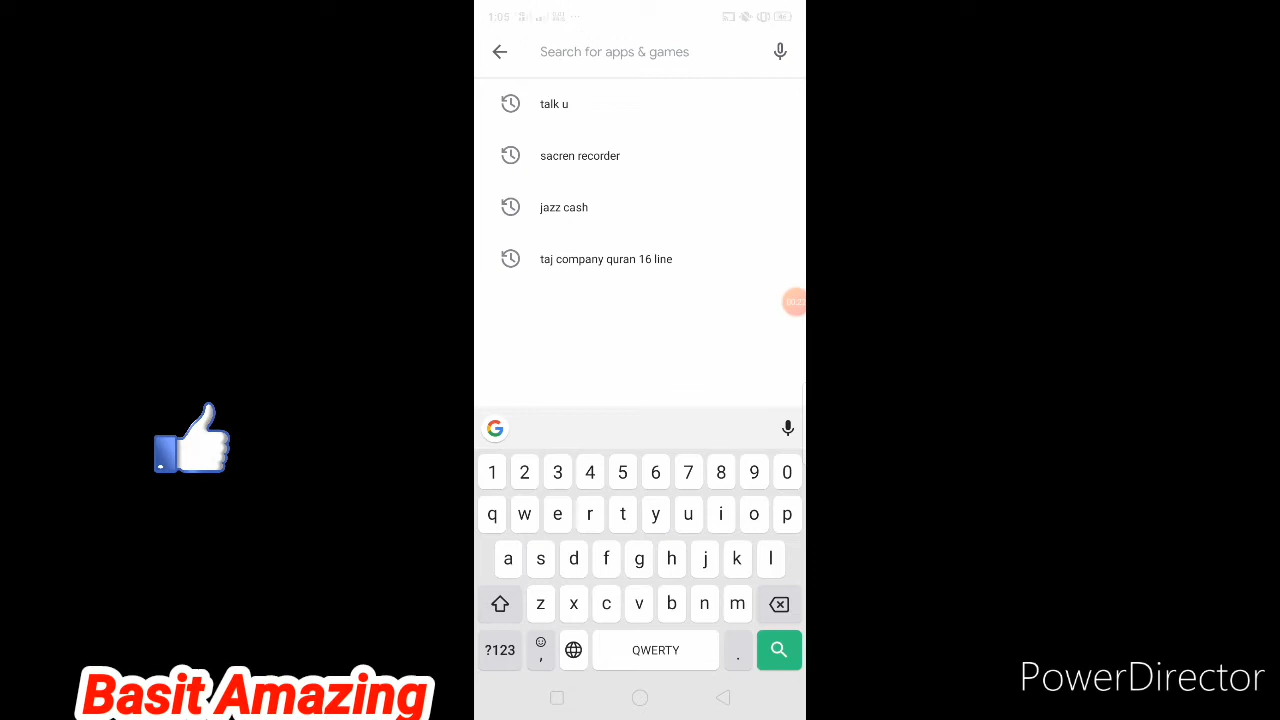 1:05
Search for apps & games
talk u
sacren recorder
jazz cash
taj company quran 16 line
1 2 3 4 5 6 7 8 9 0
q w e r t y u i o p
a s d f g h j k l
z x c v b n m
?123 , QWERTY .
Basit Amazing
PowerDirector